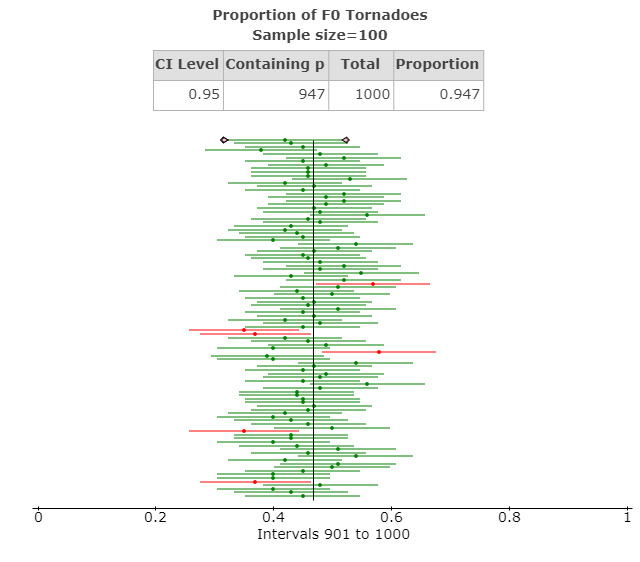 Proportion of F0 Tornadoes
Sample size=100
CI Level Containing p Total Proportion
0.95 947 1000 0.947
0 0.2 0.4 0.6 0.8 1
Intervals 901 to 1000